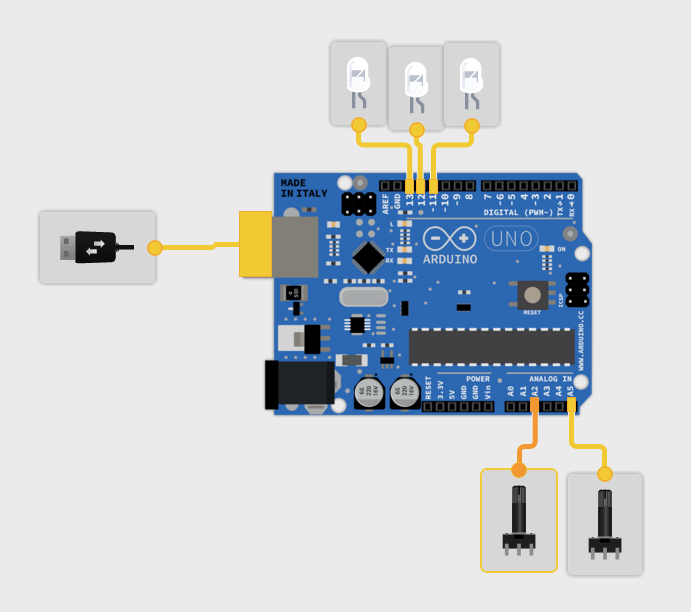 MADE
IN ITALY
AREF
GND
13
12
~11
~10
~9
8
7
~6
~5
4
~3
2
TX→1
RX◂0
DIGITAL (PWM~)
L
TX
RX
ARDUINO
UNO
ON
ICSP
RESET
WWW.ARDUINO.CC
POWER
ANALOG IN
RESET
3.3V
5V
GND
GND
Vin
A0
A1
A2
A3
A4
A5